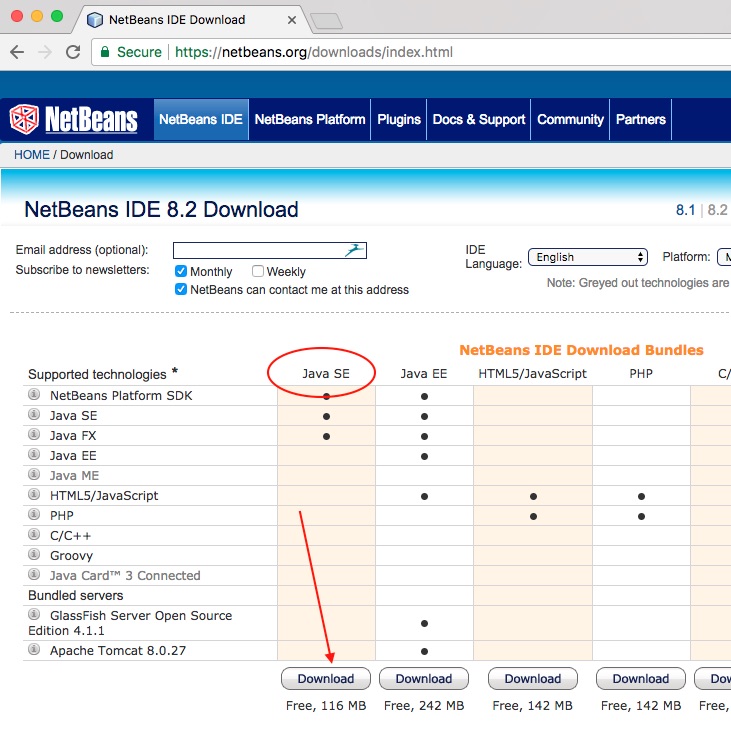 NetBeans IDE Download
Secure https://netbeans.org/downloads/index.html
NetBeans NetBeans IDE NetBeans Platform Plugins Docs & Support Community Partners
HOME / Download
NetBeans IDE 8.2 Download 8.1 | 8.2
Email address (optional): IDE Language: English Platform:
Subscribe to newsletters: Monthly Weekly Note: Greyed out technologies are
NetBeans can contact me at this address
NetBeans IDE Download Bundles
Supported technologies * Java SE Java EE HTML5/JavaScript PHP C/
NetBeans Platform SDK
Java SE
Java FX
Java EE
Java ME
HTML5/JavaScript
PHP
C/C++
Groovy
Java Card™ 3 Connected
Bundled servers
GlassFish Server Open Source
Edition 4.1.1
Apache Tomcat 8.0.27
Download Download Download Download Dow
Free, 116 MB Free, 242 MB Free, 142 MB Free, 142 MB Free,